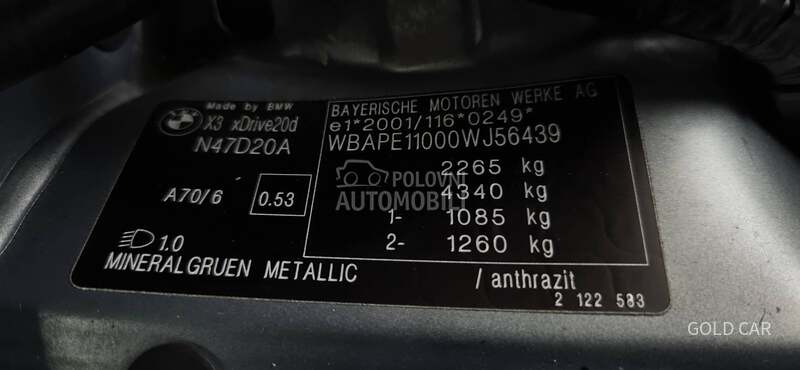 Made by BMW
X3 xDrive20d
N47D20A
A70/6 0.53
1.0
MINERALGRUEN METALLIC / anthrazit
2 122 583
BAYERISCHE MOTOREN WERKE AG
e1*2001/116*0249*
WBAPE11000WJ56439
2265 kg
4340 kg
1- 1085 kg
2- 1260 kg
POLOVNI
AUTOMOBILI
GOLD CAR